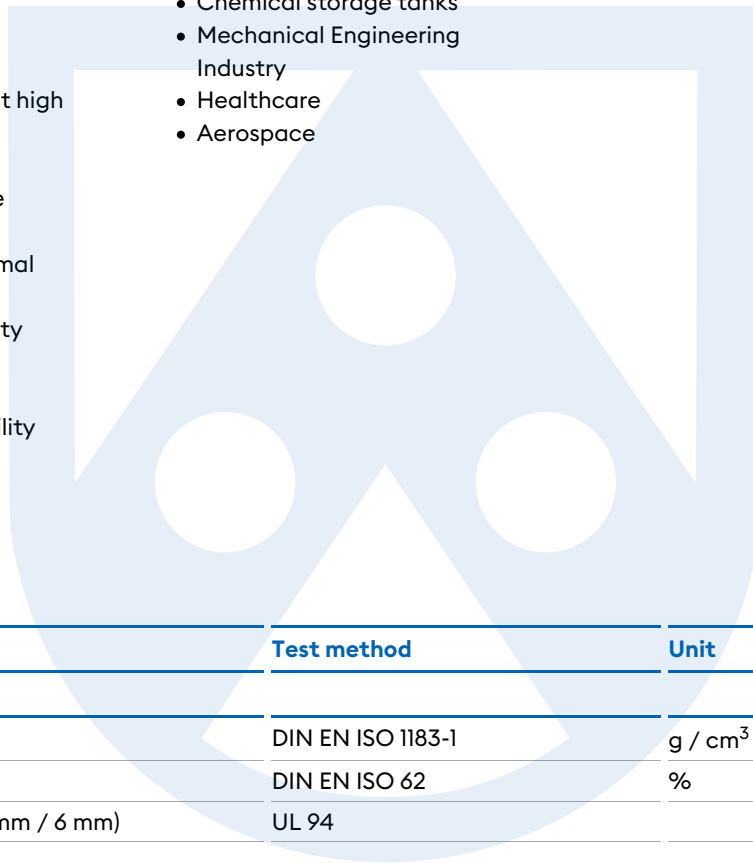 • Chemical storage tanks
• Mechanical Engineering
Industry
t high
• Healthcare
• Aerospace
e
mal
ty
lity
Test method Unit
DIN EN ISO 1183-1 g / cm³
DIN EN ISO 62 %
mm / 6 mm) UL 94